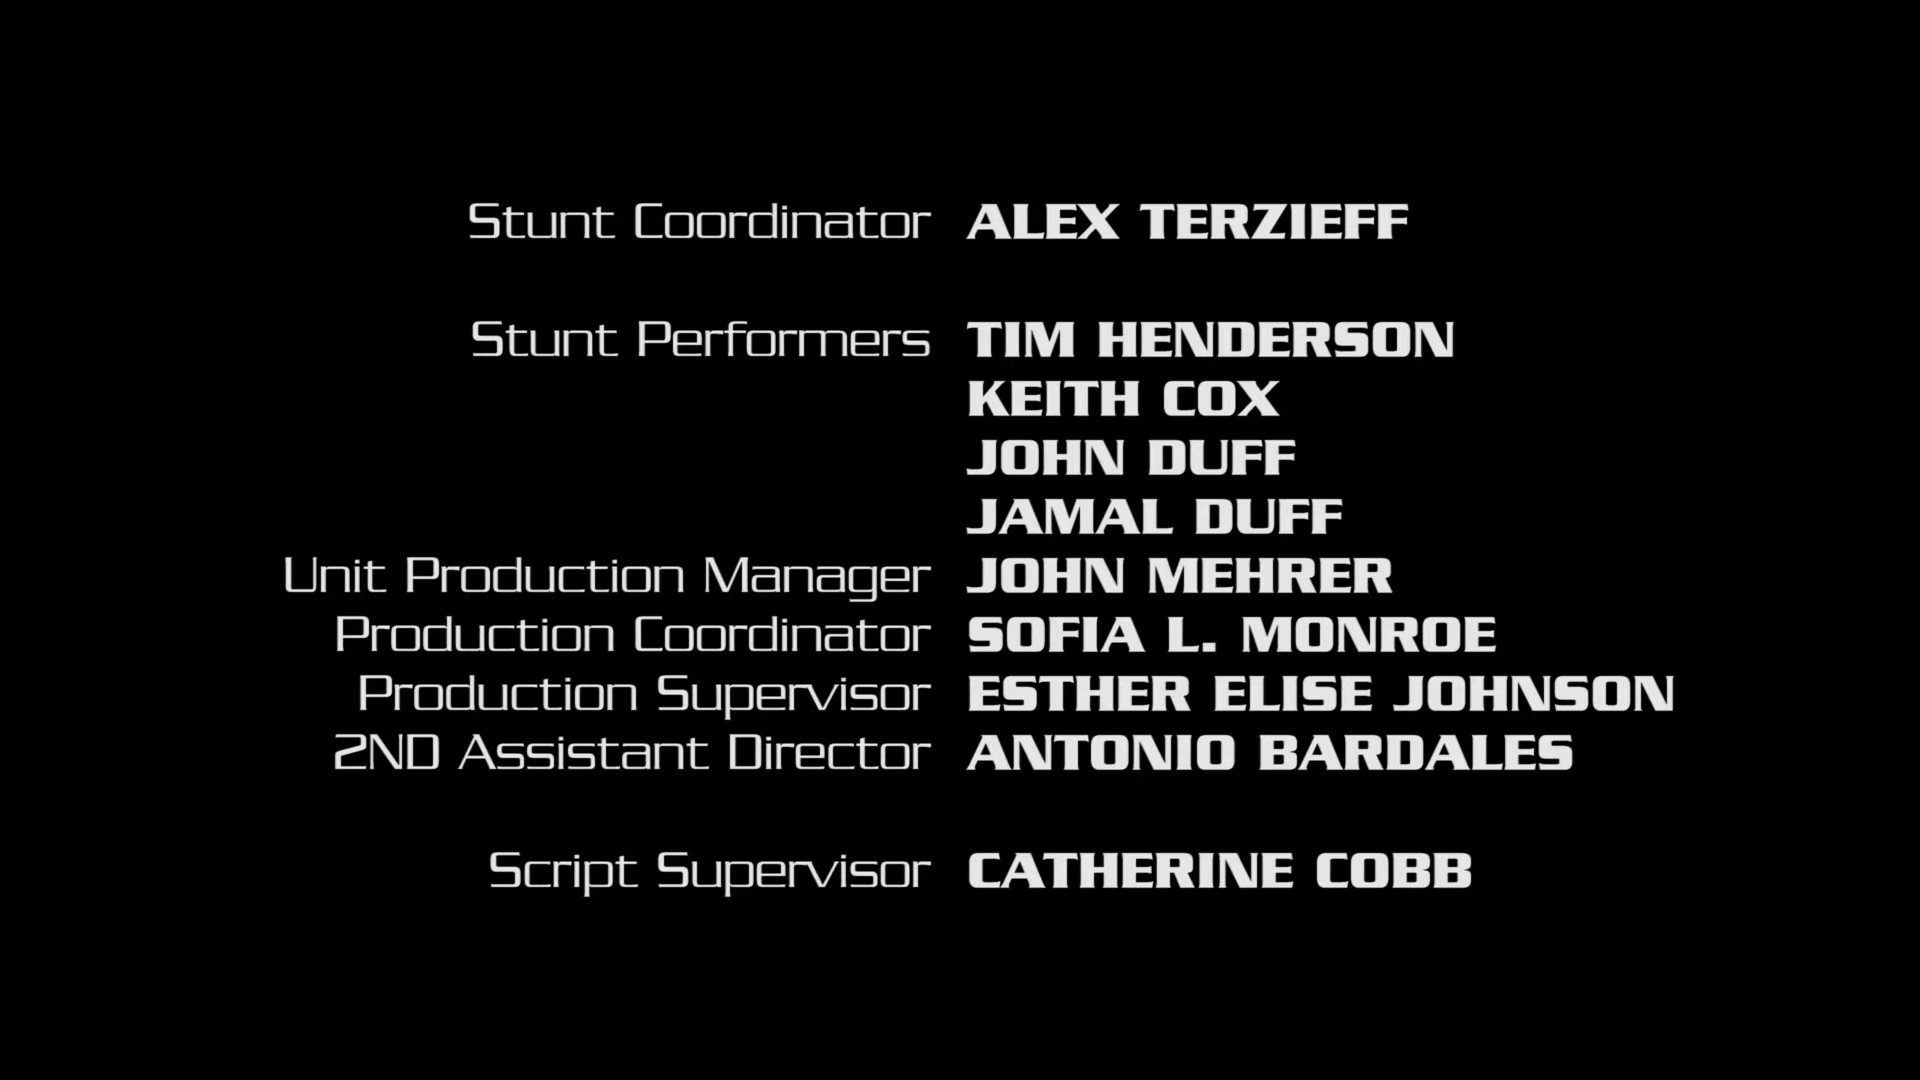 Stunt Coordinator ALEX TERZIEFF
Stunt Performers TIM HENDERSON
KEITH COX
JOHN DUFF
JAMAL DUFF
Unit Production Manager JOHN MEHRER
Production Coordinator SOFIA L. MONROE
Production Supervisor ESTHER ELISE JOHNSON
2ND Assistant Director ANTONIO BARDALES
Script Supervisor CATHERINE COBB